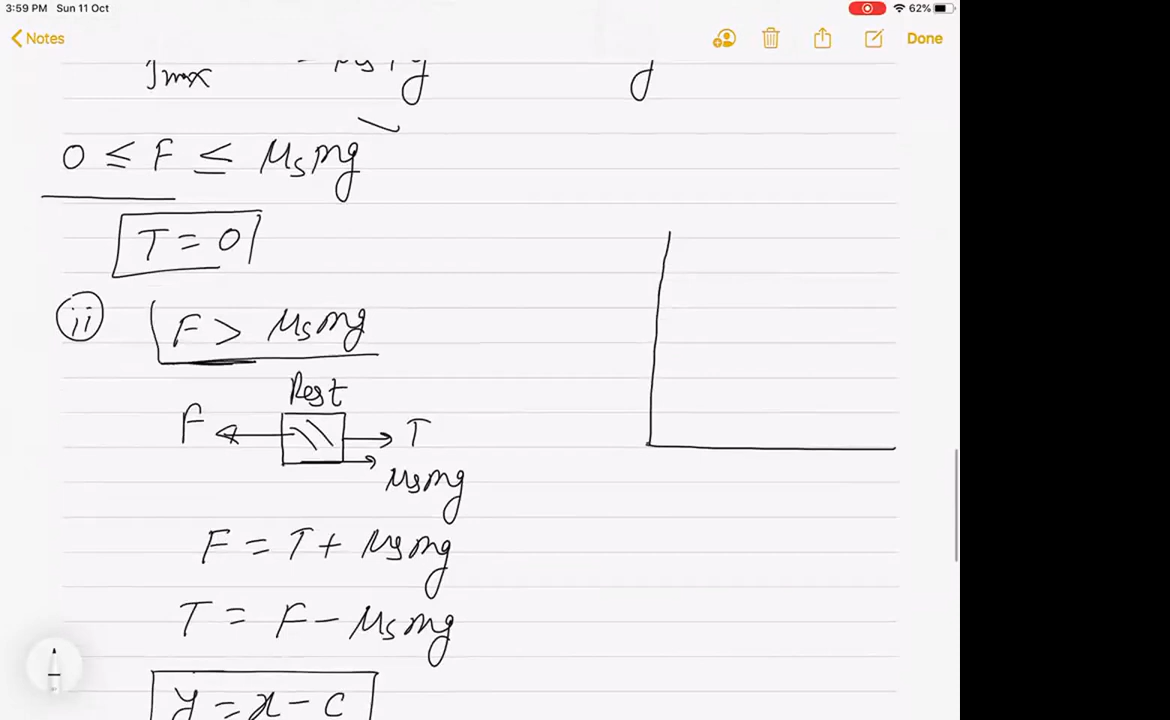 3:59 PM Sun 11 Oct 62%
Notes Done
0 ≤ F ≤ μsmg
T = 0
ii F > μsmg
Rest
F T
μsmg
F = T + μsmg
T = F - μsmg
y = x - c